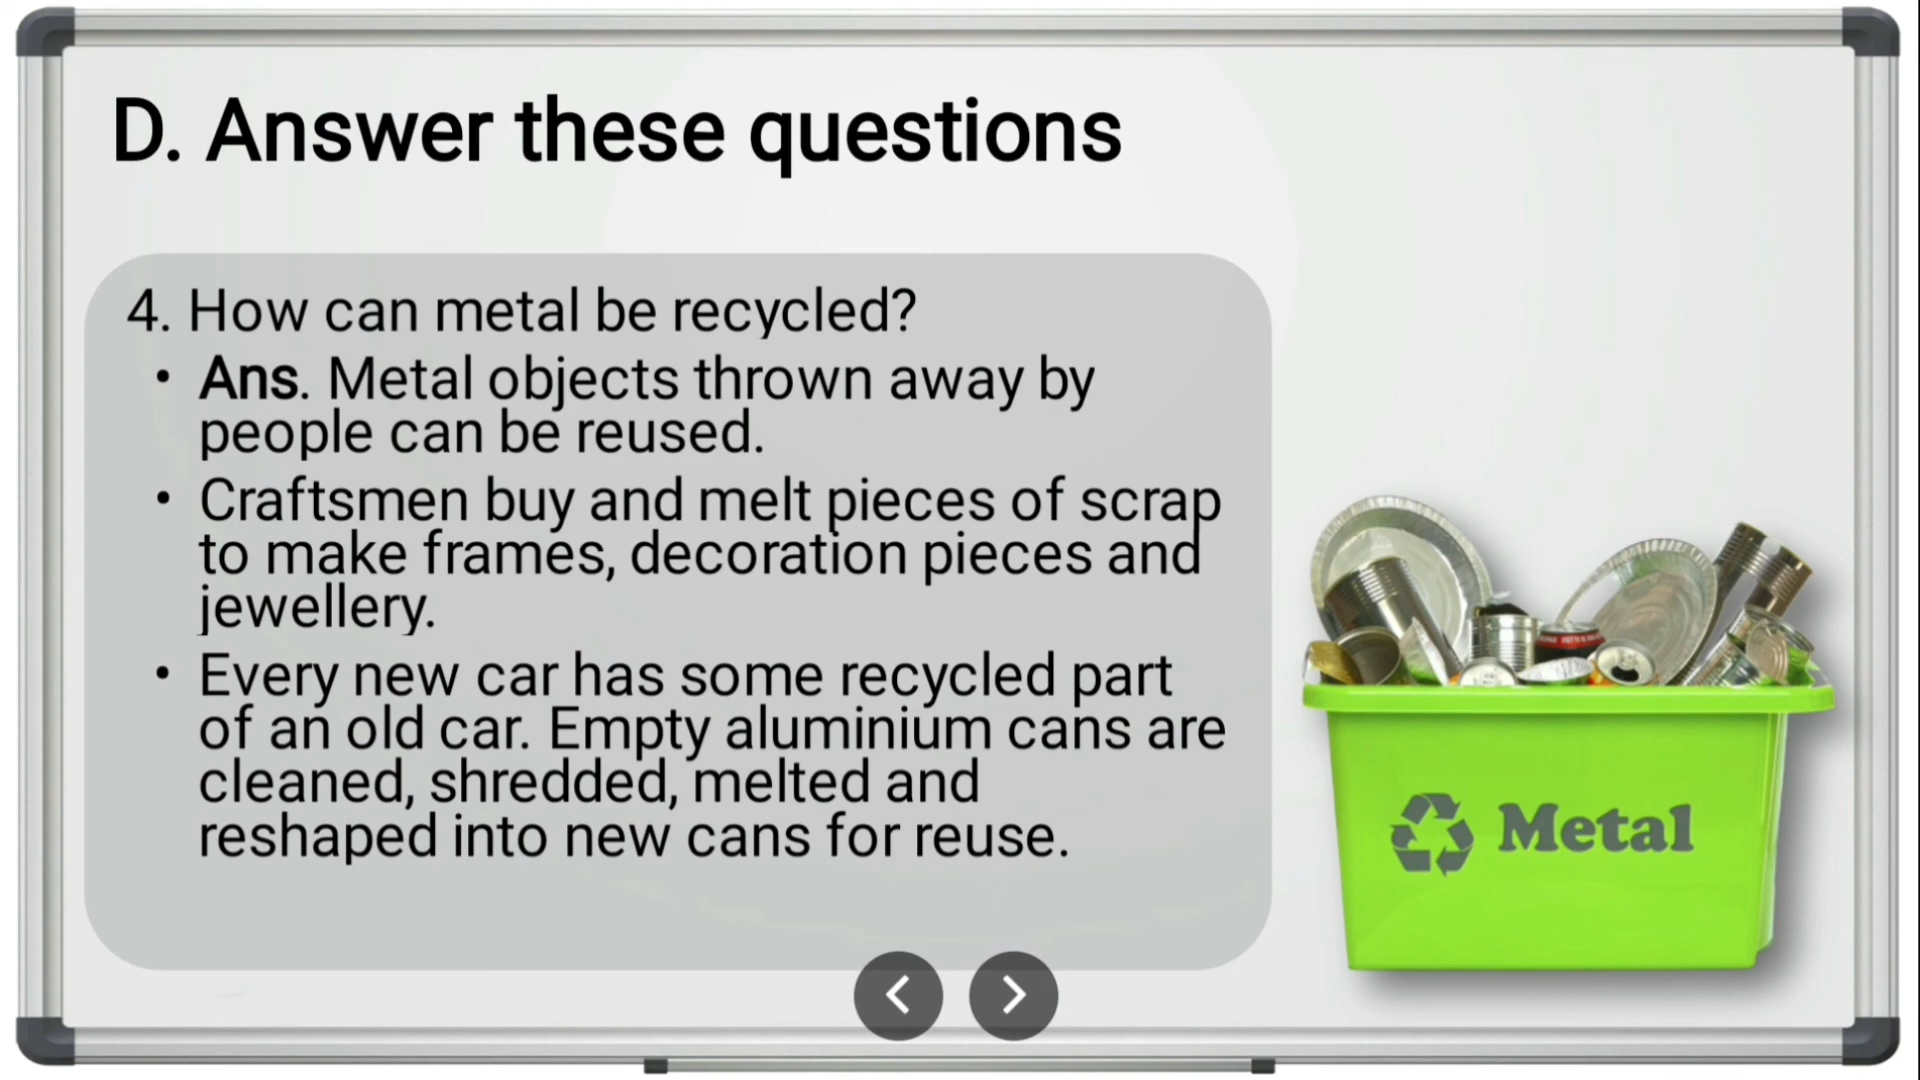 D. Answer these questions
4. How can metal be recycled?
• Ans. Metal objects thrown away by
people can be reused.
• Craftsmen buy and melt pieces of scrap
to make frames, decoration pieces and
jewellery.
• Every new car has some recycled part
of an old car. Empty aluminium cans are
cleaned, shredded, melted and
reshaped into new cans for reuse.
Metal